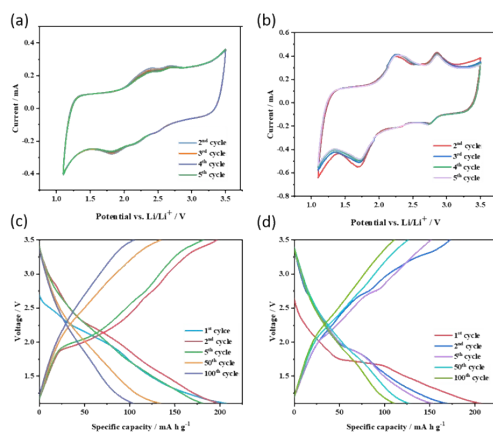 (a)
(b)
0.4
0.2
0.0
-0.2
-0.4
Current / mA
2nd cycle
3rd cycle
4th cycle
5th cycle
1.0
1.5
2.0
2.5
3.0
3.5
Potential vs. Li/Li+ / V
0.6
0.4
0.2
0.0
-0.2
-0.4
-0.6
-0.8
Current / mA
2nd cycle
3rd cycle
4th cycle
5th cycle
1.0
1.5
2.0
2.5
3.0
3.5
Potential vs. Li/Li+ / V
(c)
(d)
3.5
3.0
2.5
2.0
1.5
Voltage / V
1st cylce
2nd cycle
5th cycle
50th cycle
100th cycle
0
50
100
150
200
Specific capacity / mA h g-1
3.5
3.0
2.5
2.0
1.5
Voltage / V
1st cycle
2nd cycle
5th cycle
50th cycle
100th cycle
0
50
100
150
200
Specific capacity / mA h g-1